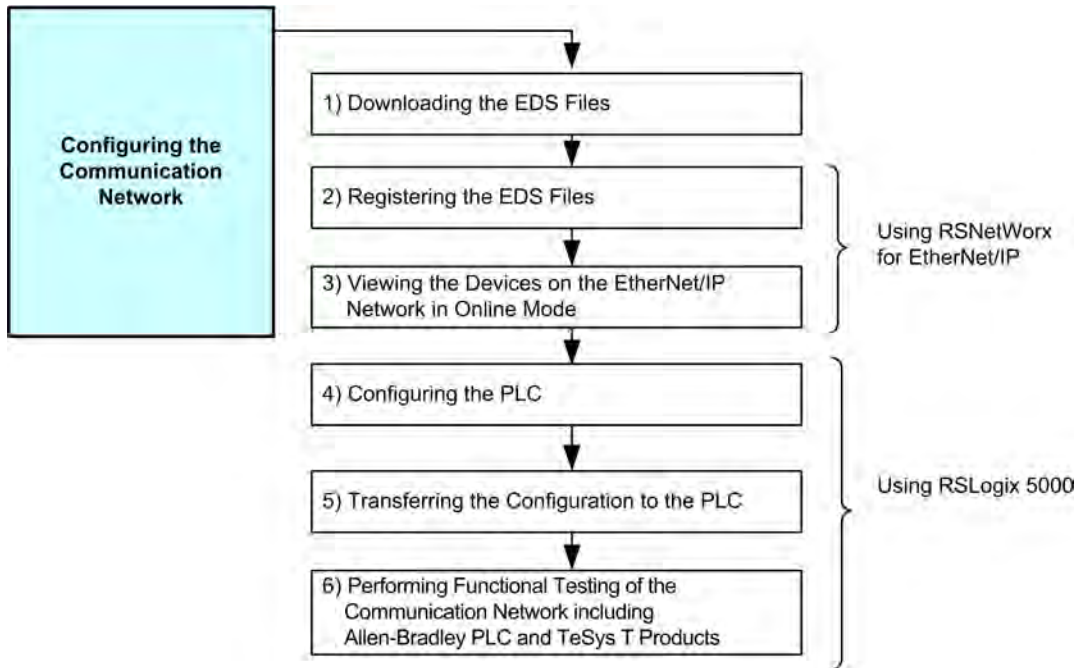 Configuring the
Communication
Network
1) Downloading the EDS Files
2) Registering the EDS Files
3) Viewing the Devices on the EtherNet/IP
Network in Online Mode
Using RSNetWorx
for EtherNet/IP
4) Configuring the PLC
5) Transferring the Configuration to the PLC
6) Performing Functional Testing of the
Communication Network including
Allen-Bradley PLC and TeSys T Products
Using RSLogix 5000